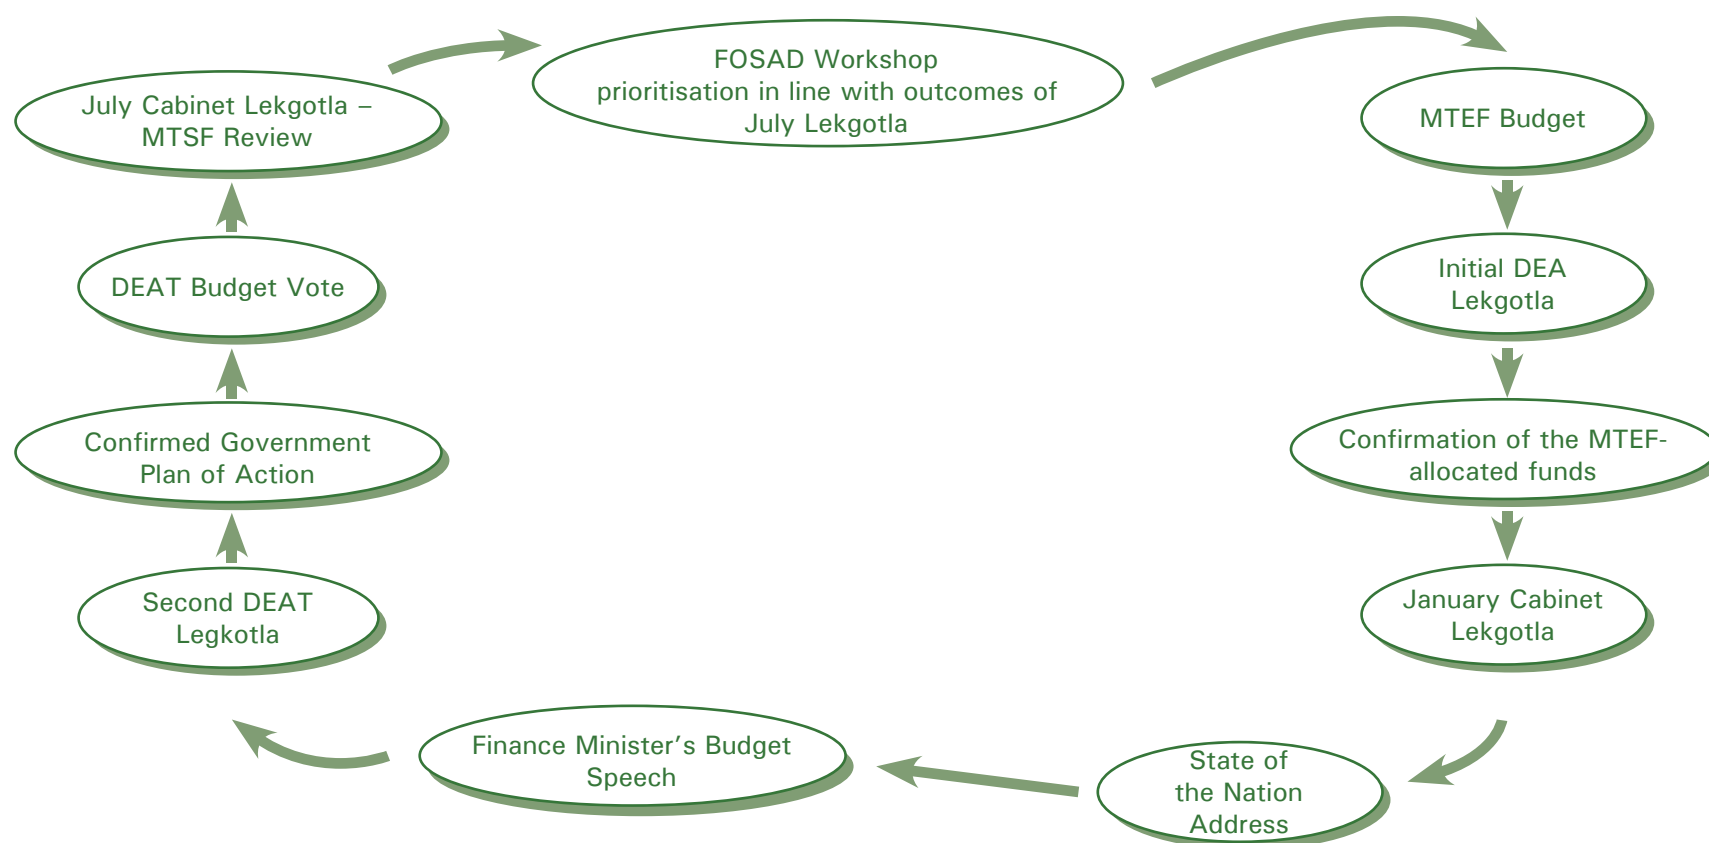 FOSAD Workshop
prioritisation in line with outcomes of
July Lekgotla
MTEF Budget
Initial DEA
Lekgotla
Confirmation of the MTEF-
allocated funds
January Cabinet
Lekgotla
State of
the Nation
Address
Finance Minister’s Budget
Speech
Second DEAT
Legkotla
Confirmed Government
Plan of Action
DEAT Budget Vote
July Cabinet Lekgotla –
MTSF Review